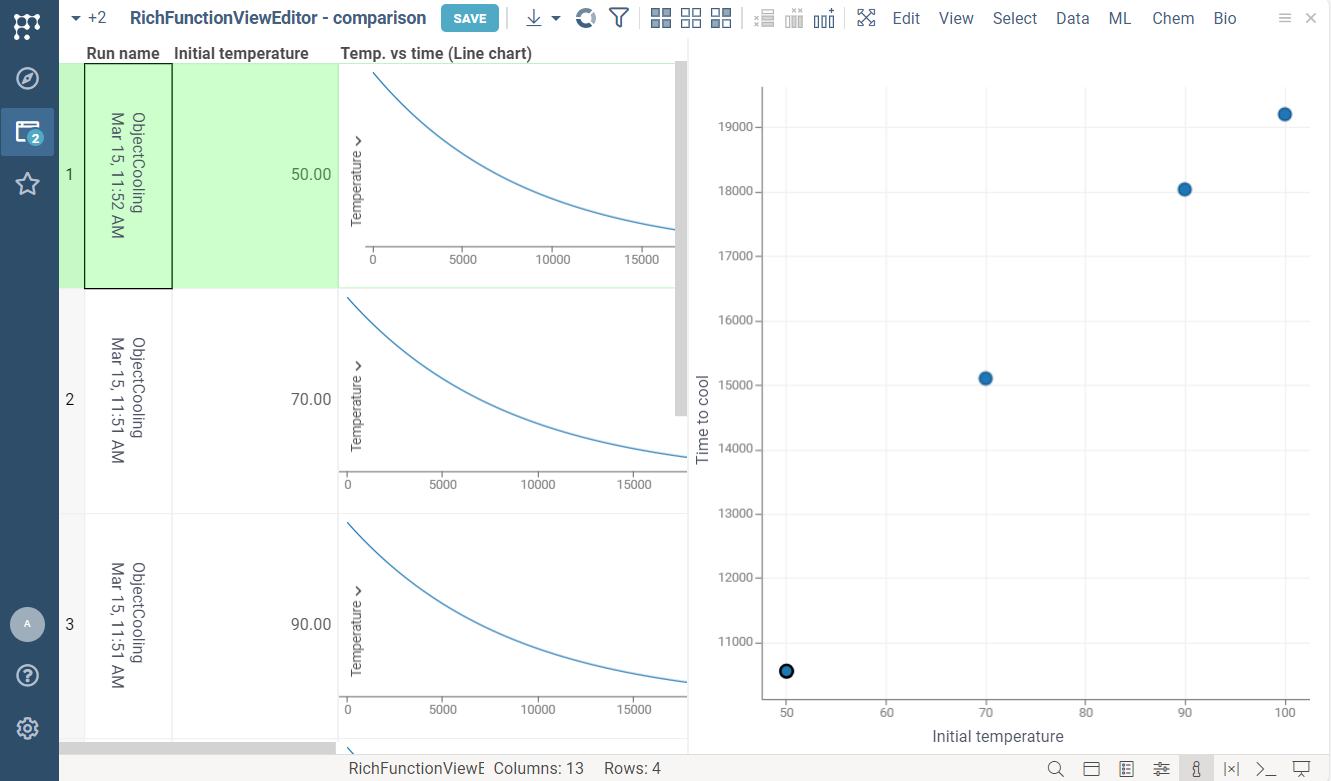 +2 RichFunctionViewEditor - comparison SAVE Edit View Select Data ML Chem Bio
Run name Initial temperature Temp. vs time (Line chart)
2
A
1
ObjectCooling
Mar 15, 11:52 AM
50.00
Temperature
0 5000 10000 15000
2
ObjectCooling
Mar 15, 11:51 AM
70.00
Temperature
0 5000 10000 15000
3
ObjectCooling
Mar 15, 11:51 AM
90.00
Temperature
0 5000 10000 15000
Time to cool
19000
18000
17000
16000
15000
14000
13000
12000
11000
50 60 70 80 90 100
Initial temperature
RichFunctionViewE Columns: 13 Rows: 4